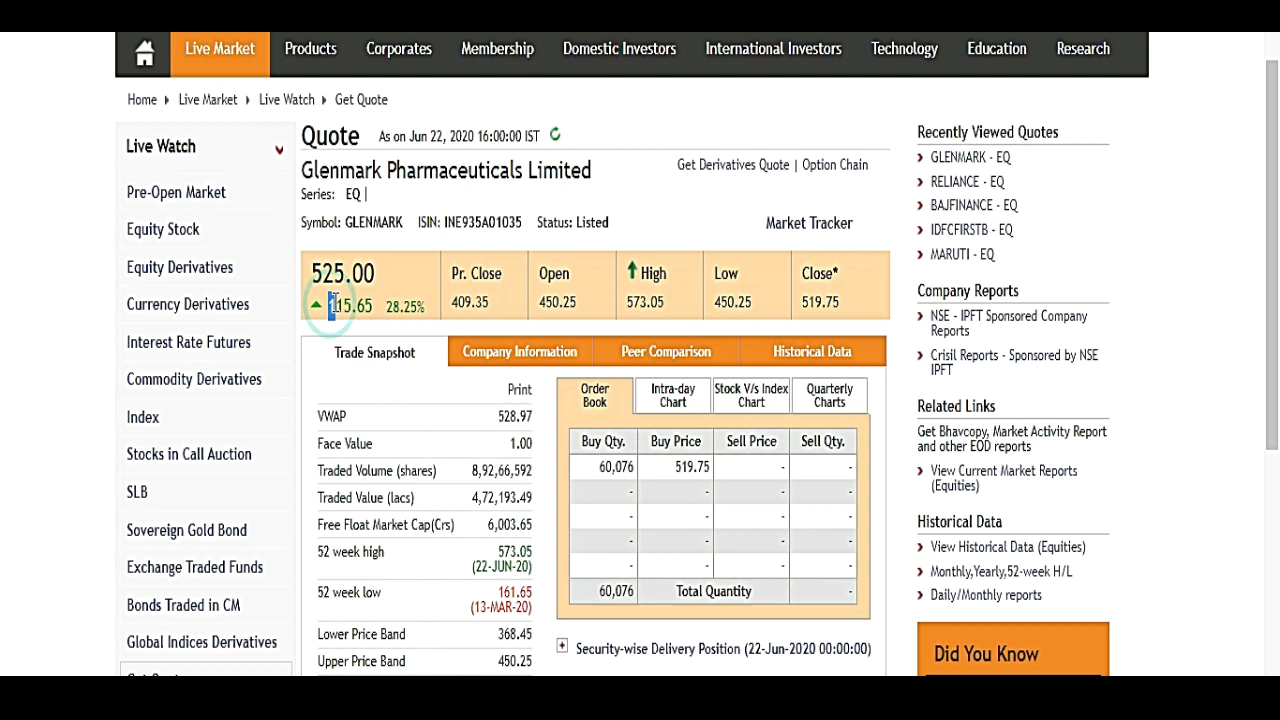 Live Market Products Corporates Membership Domestic Investors International Investors Technology Education Research
Home Live Market Live Watch Get Quote
Live Watch
Pre-Open Market
Equity Stock
Equity Derivatives
Currency Derivatives
Interest Rate Futures
Commodity Derivatives
Index
Stocks in Call Auction
SLB
Sovereign Gold Bond
Exchange Traded Funds
Bonds Traded in CM
Global Indices Derivatives
Quote As on Jun 22, 2020 16:00:00 IST
Glenmark Pharmaceuticals Limited
Get Derivatives Quote | Option Chain
Series: EQ |
Symbol: GLENMARK ISIN: INE935A01035 Status: Listed
Market Tracker
525.00 Pr. Close Open High Low Close*
115.65 28.25% 409.35 450.25 573.05 450.25 519.75
Trade Snapshot Company Information Peer Comparison Historical Data
Print
VWAP 528.97
Face Value 1.00
Traded Volume (shares) 8,92,66,592
Traded Value (lacs) 4,72,193.49
Free Float Market Cap(Crs) 6,003.65
52 week high 573.05
(22-JUN-20)
52 week low 161.65
(13-MAR-20)
Lower Price Band 368.45
Upper Price Band 450.25
Order Book
Intra-day Chart
Stock V/s Index Chart
Quarterly Charts
Buy Qty. Buy Price Sell Price Sell Qty.
60,076 519.75 - -
- - - -
- - - -
- - - -
- - - -
60,076 Total Quantity -
Security-wise Delivery Position (22-Jun-2020 00:00:00)
Recently Viewed Quotes
GLENMARK - EQ
RELIANCE - EQ
BAJFINANCE - EQ
IDFCFIRSTB - EQ
MARUTI - EQ
Company Reports
NSE - IPFT Sponsored Company
Reports
Crisil Reports - Sponsored by NSE
IPFT
Related Links
Get Bhavcopy, Market Activity Report
and other EOD reports
View Current Market Reports
(Equities)
Historical Data
View Historical Data (Equities)
Monthly,Yearly,52-week H/L
Daily/Monthly reports
Did You Know